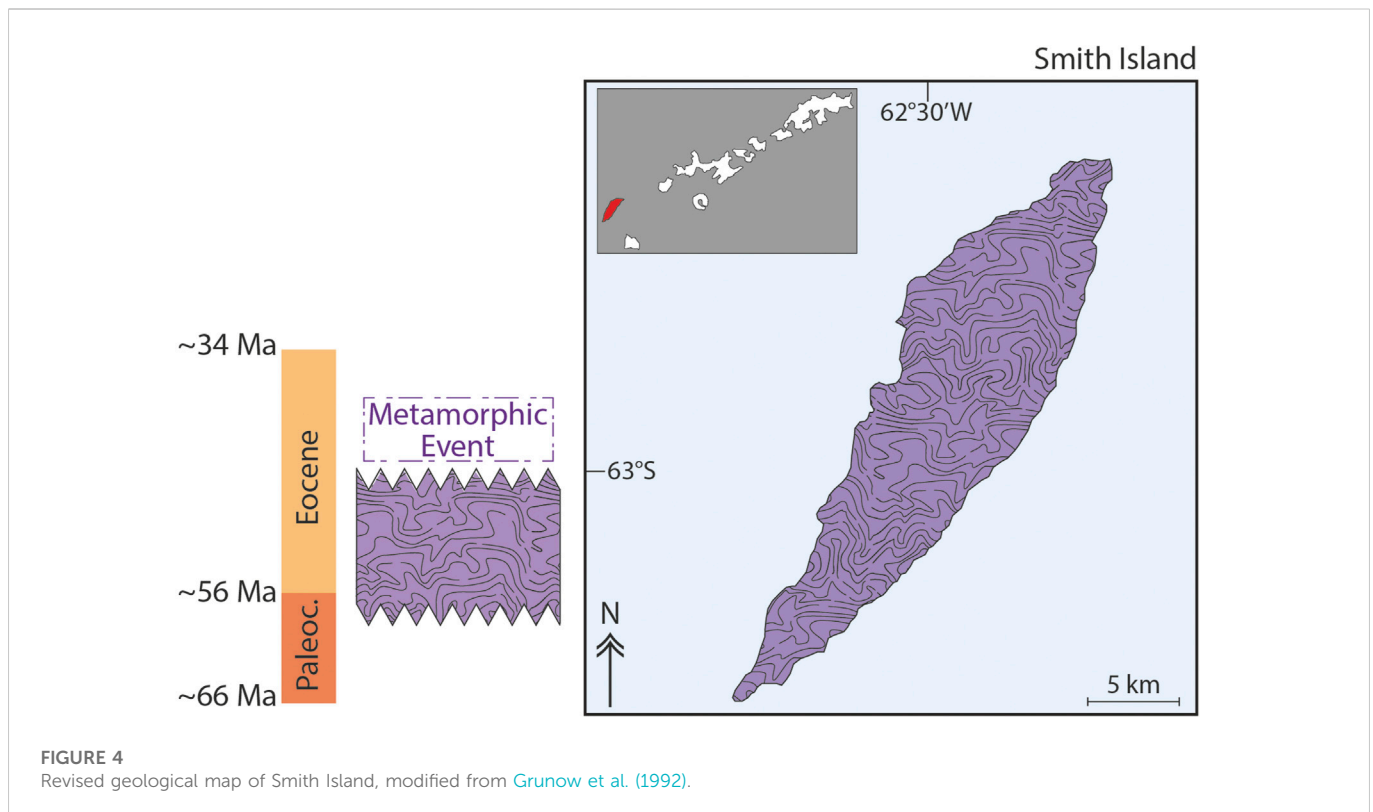 Smith Island
62°30'W
~34 Ma
Metamorphic
Event
Eocene
63°S
~56 Ma
Paleoc.
N
~66 Ma
5 km
FIGURE 4
Revised geological map of Smith Island, modified from Grunow et al. (1992).